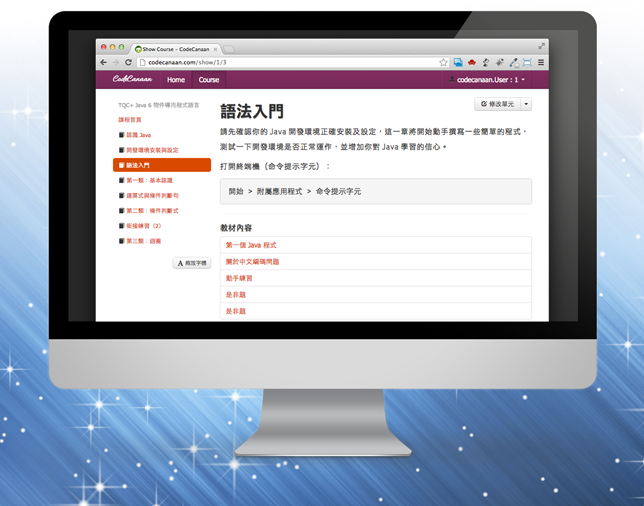 Show Course - CodeCanaan
codecanaan.com/show/1/3
CodeCanaan
Home
Course
codecanaan.User : 1
TQC+ Java 6 物件導向程式語言
課程首頁
認識 Java
開發環境安裝與設定
語法入門
第一類：基本認識
運算式與條件判斷句
第二類：條件判斷式
銜接練習（2）
第三類：迴圈
A 縮放字體
語法入門
修改單元
請先確認你的 Java 開發環境正確安裝及設定，這一章將開始動手撰寫一些簡單的程式，
測試一下開發環境是否正常運作，並增加你對 Java 學習的信心。
打開終端機（命令提示字元）：
開始 > 附屬應用程式 > 命令提示字元
教材內容
第一個 Java 程式
關於中文編碼問題
動手練習
是非題
是非題